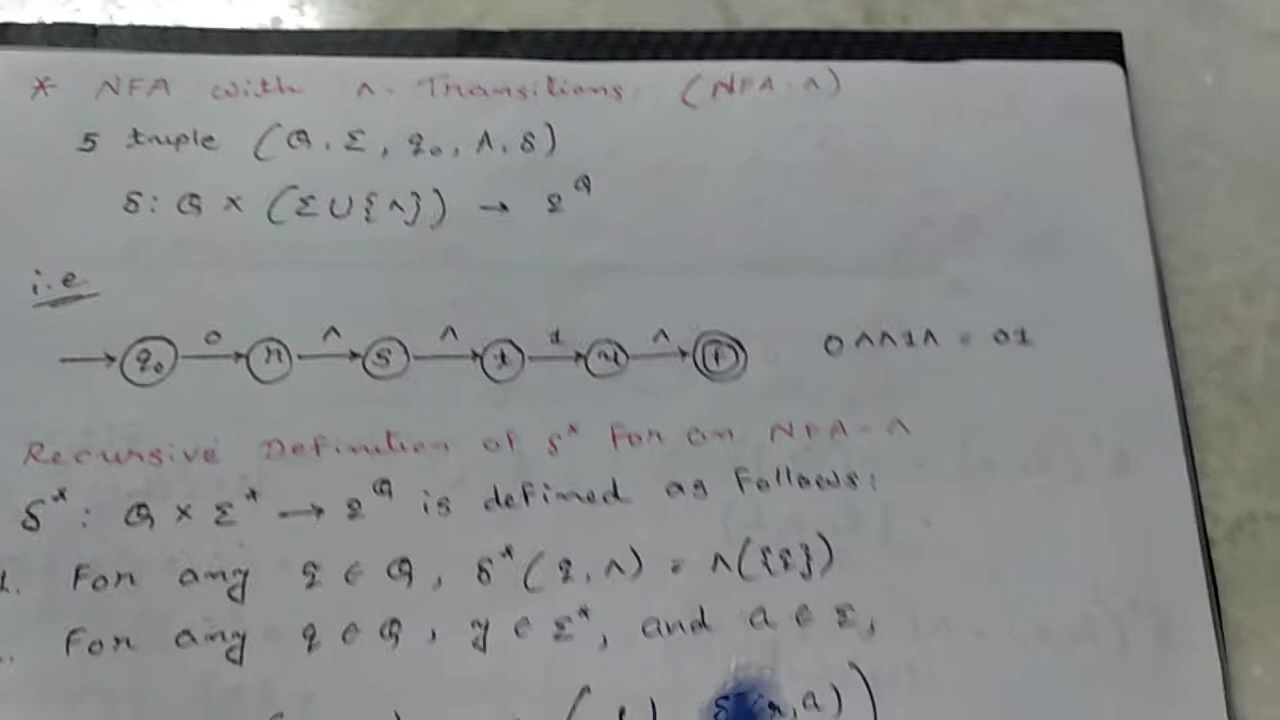 * NFA with ∧-Transitions: (NFA-∧)
5 tuple (Q, Σ, q₀, A, δ)
δ: Q × (Σ∪{∧}) → 2^Q
i.e
q₀ 0 r ∧ s ∧ t 1 u ∧ 0∧∧1∧ = 01
Recursive Definition of δ* For an NFA-∧
δ*: Q × Σ* → 2^Q is defined as Follows:
1. For any q ∈ Q, δ*(q,∧) = ∧({q})
For any q ∈ Q, y ∈ Σ*, and a ∈ Σ,